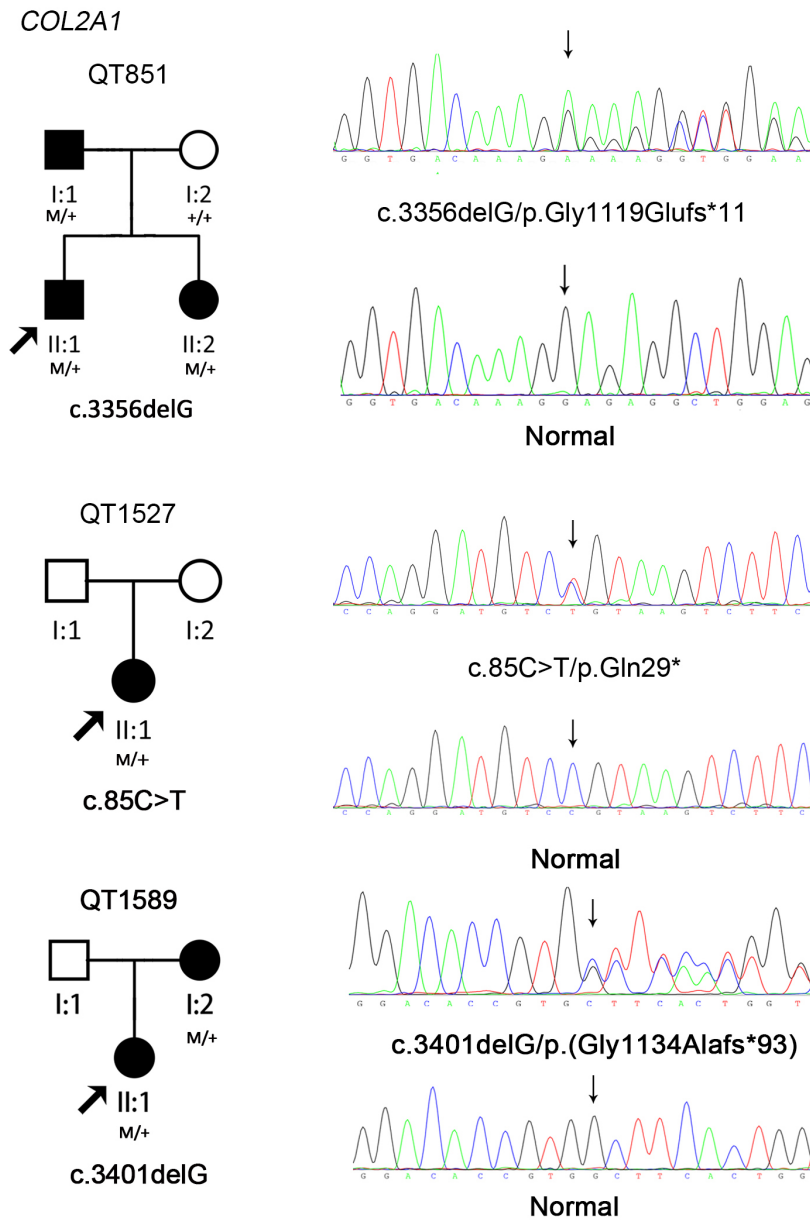 COL2A1
QT851
I:1
M/+
I:2
+/+
II:1
M/+
II:2
M/+
c.3356delG
G G T G A C A A A G A A A A G G T G G A A
c.3356delG/p.Gly1119Glufs*11
G G T G A C A A A G G A G A G G C T G G A G
Normal
QT1527
I:1
I:2
II:1
M/+
c.85C>T
C C A G G A T G T C T G T A A G T C T T C
c.85C>T/p.Gln29*
C C A G G A T G T C C G T A A G T C T T C
Normal
QT1589
I:1
I:2
M/+
II:1
M/+
c.3401delG
G G A C A C C G T G C T T C A C T G G T
c.3401delG/p.(Gly1134Alafs*93)
G G A C A C C G T G G C T T C A C T G G
Normal